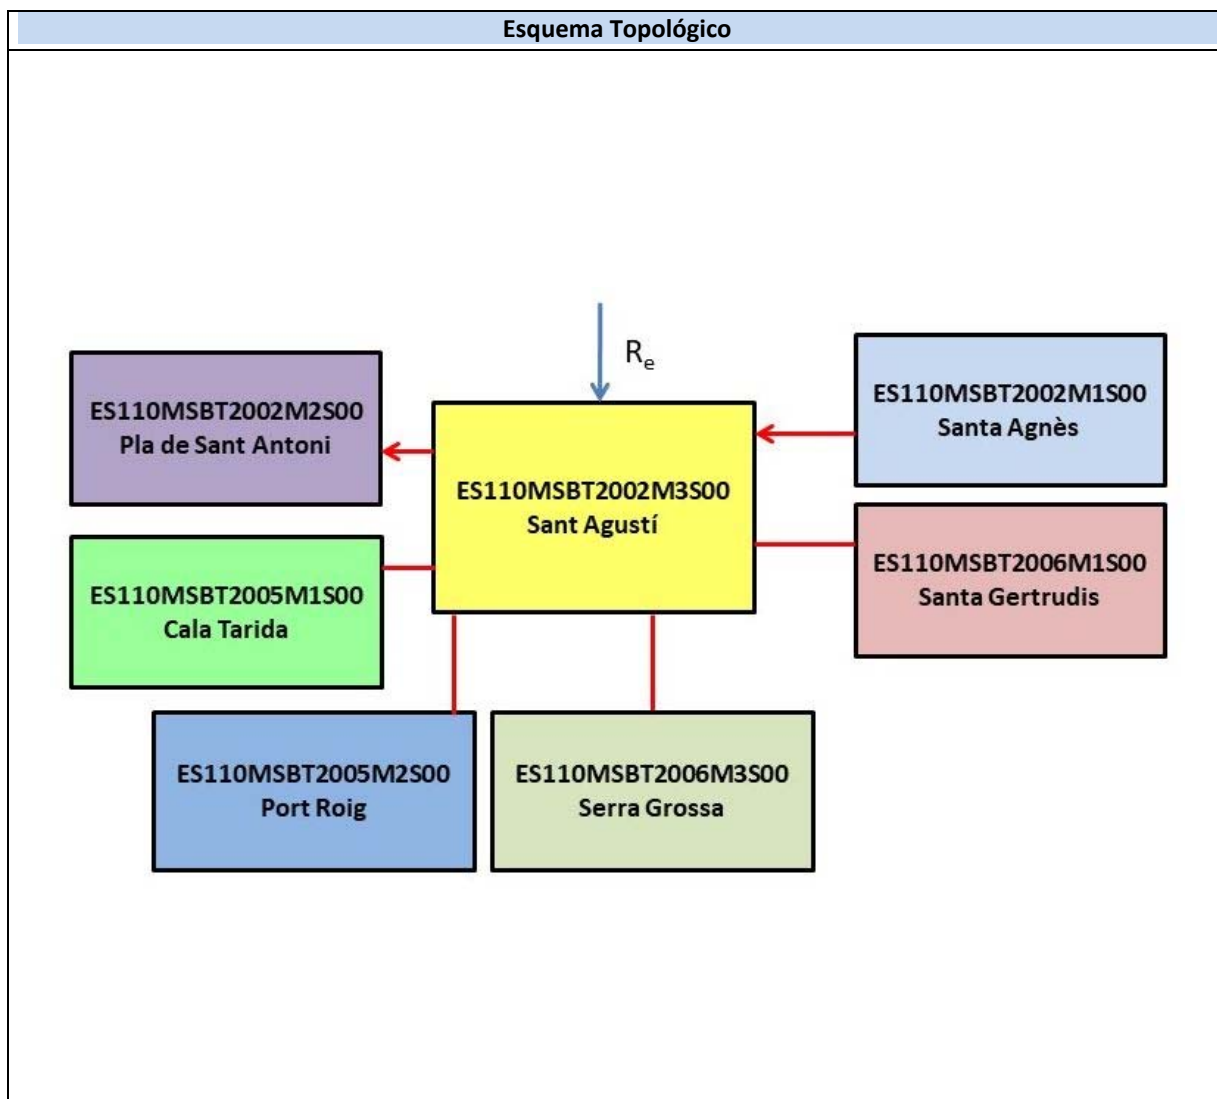 Esquema Topológico
Re
ES110MSBT2002M2S00
Pla de Sant Antoni
ES110MSBT2002M1S00
Santa Agnès
ES110MSBT2002M3S00
Sant Agustí
ES110MSBT2005M1S00
Cala Tarida
ES110MSBT2006M1S00
Santa Gertrudis
ES110MSBT2005M2S00
Port Roig
ES110MSBT2006M3S00
Serra Grossa